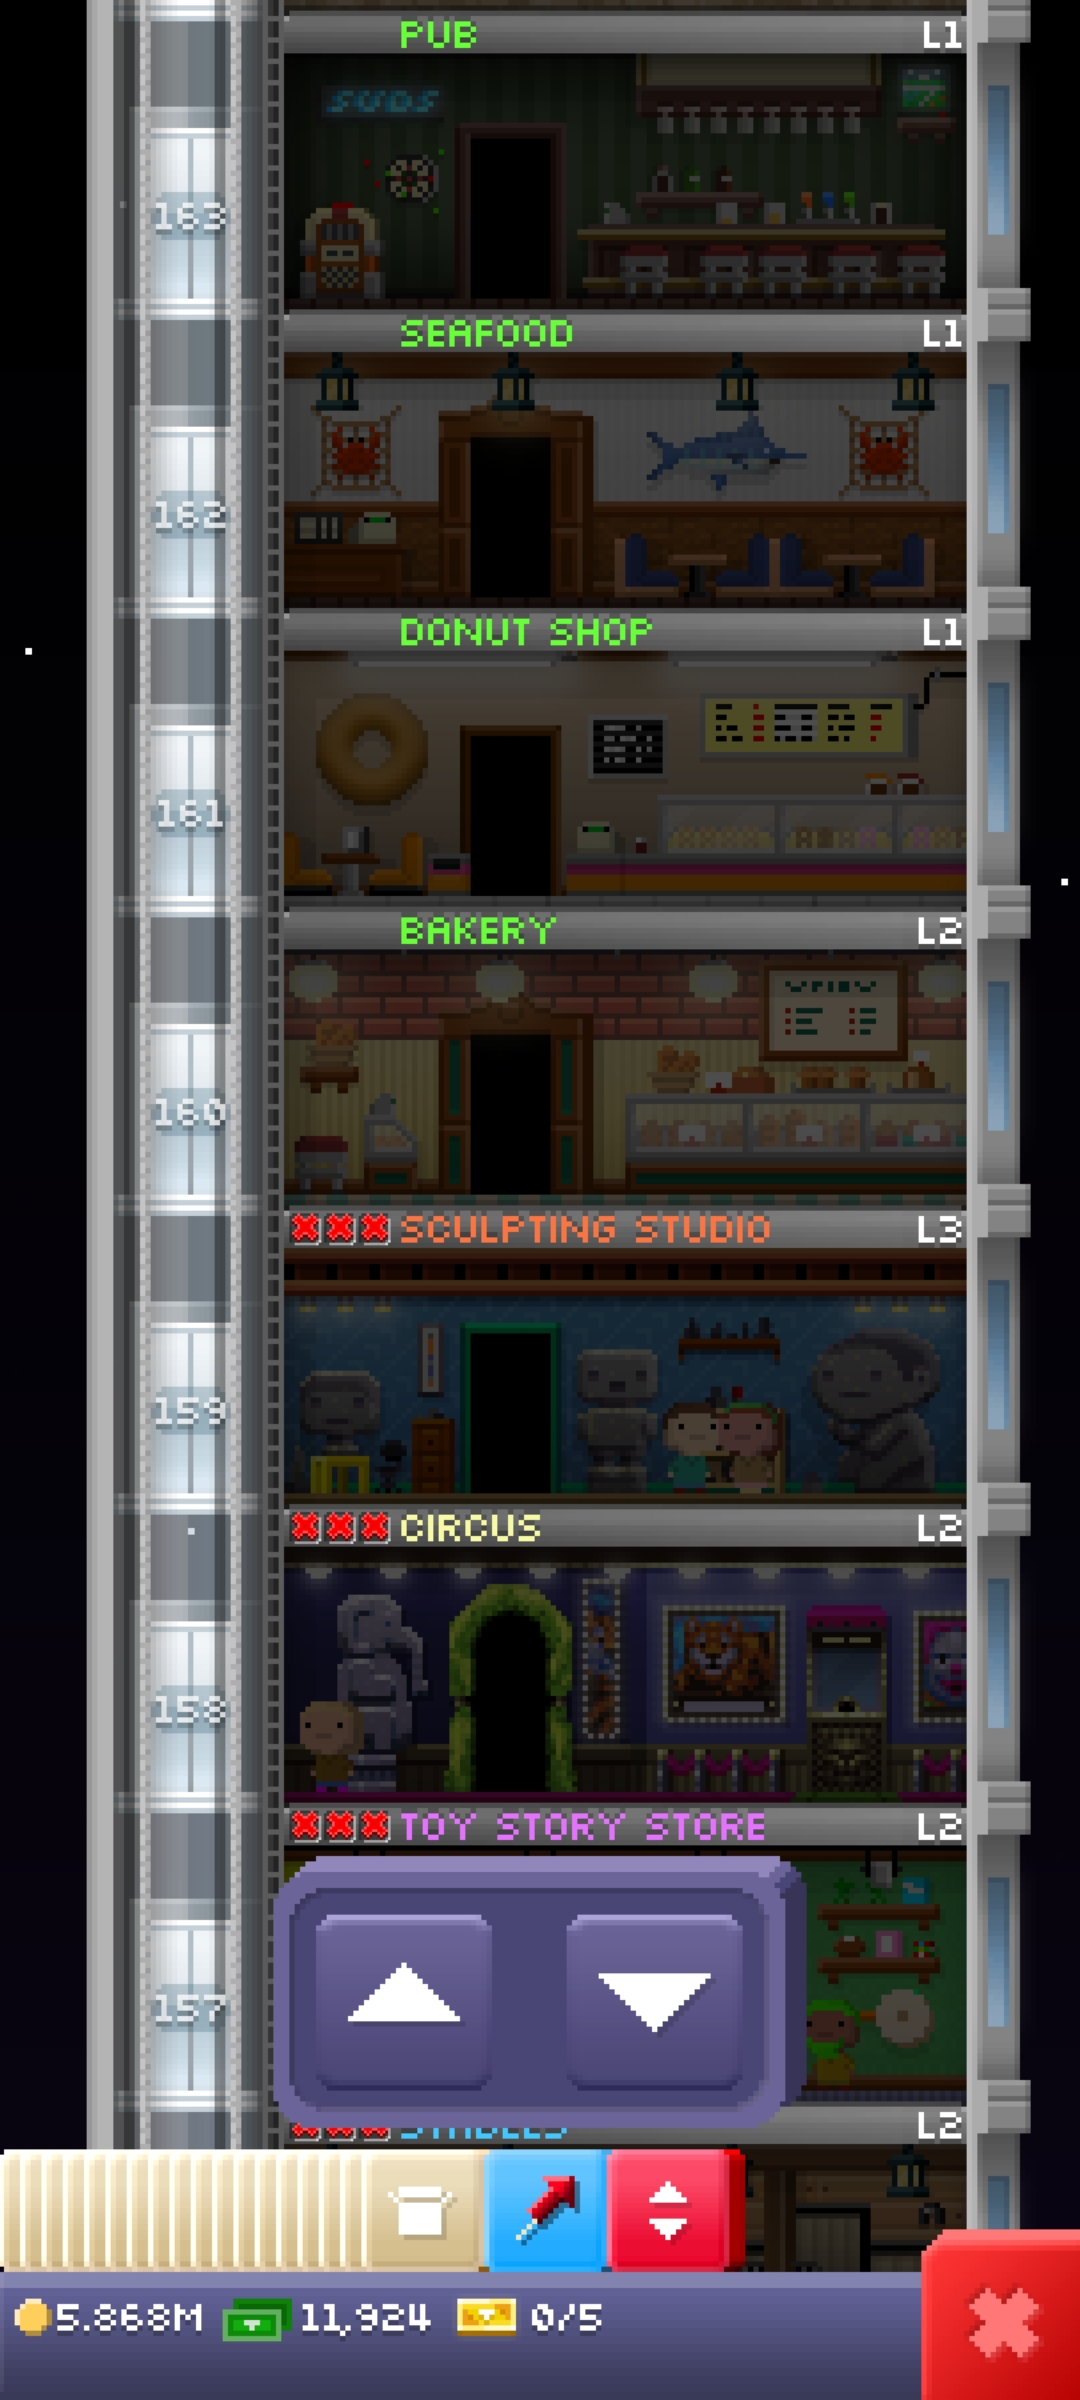 PUB L1
SUDS
163
SEAFOOD L1
162
DONUT SHOP L1
161
BAKERY L2
160
SCULPTING STUDIO L3
159
CIRCUS L2
158
TOY STORY STORE L2
157
STABLES L2
5.868M 11,924 0/5